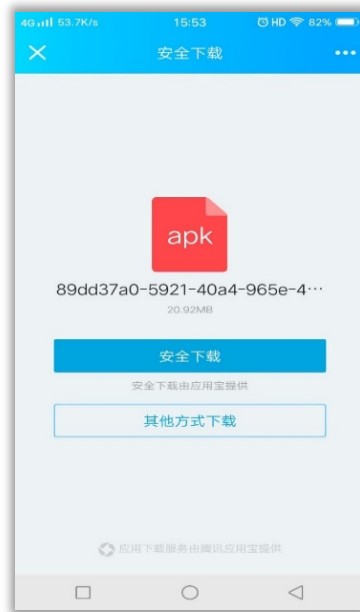 4G 53.7K/s 15:53 HD 82%
安全下载
apk
89dd37a0-5921-40a4-965e-4···
20.92MB
安全下载
安全下载由应用宝提供
其他方式下载
应用下载服务由腾讯应用宝提供